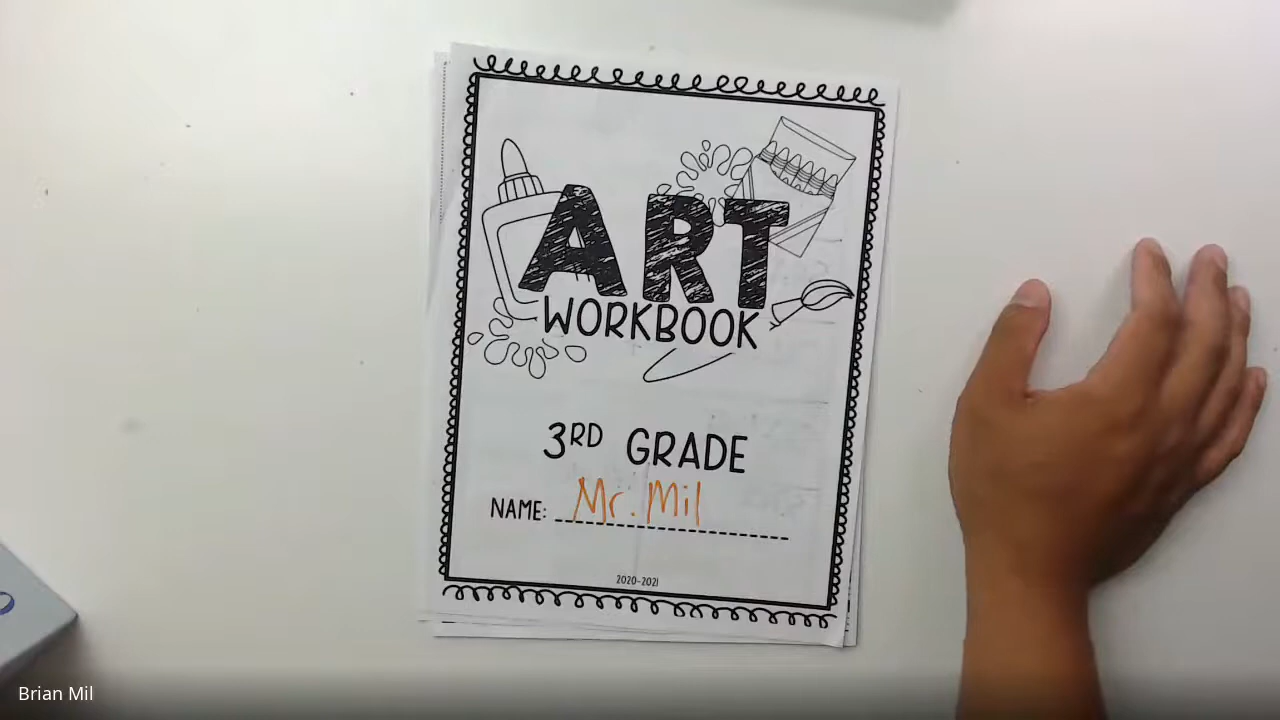 ART
WORKBOOK
3RD GRADE
NAME: Mr. Mil
2020-2021
Brian Mil